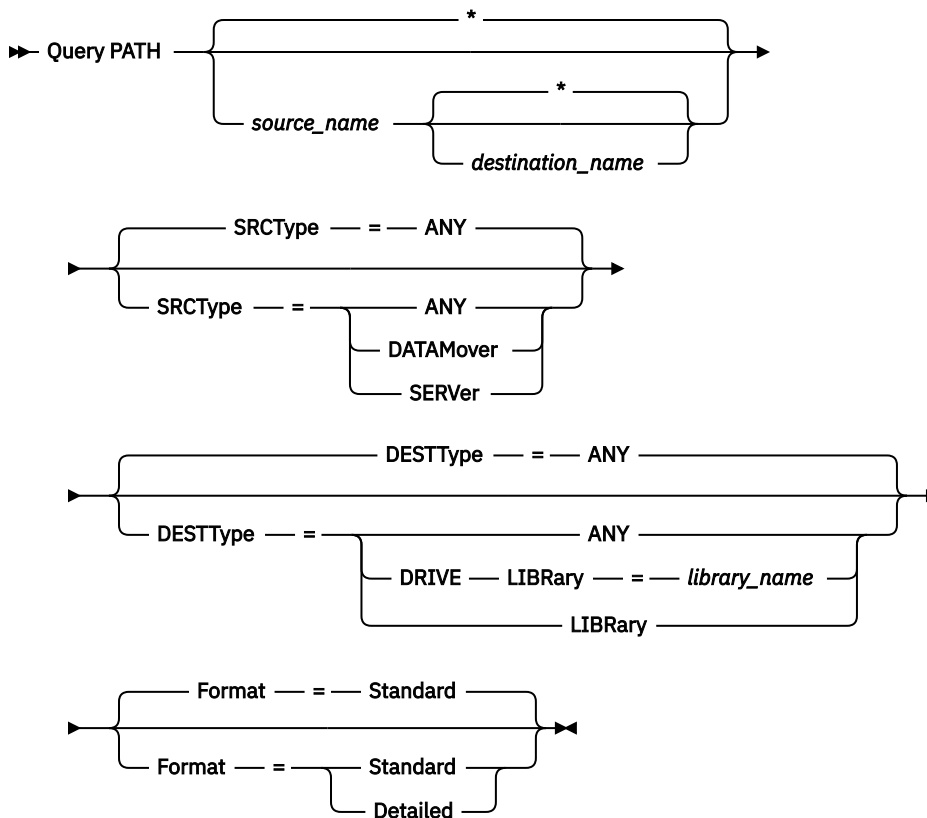 *
Query PATH
*
source_name
destination_name
SRCType = ANY
SRCType = ANY
DATAMover
SERVer
DESTType = ANY
DESTType = ANY
DRIVE LIBRary = library_name
LIBRary
Format = Standard
Format = Standard
Detailed